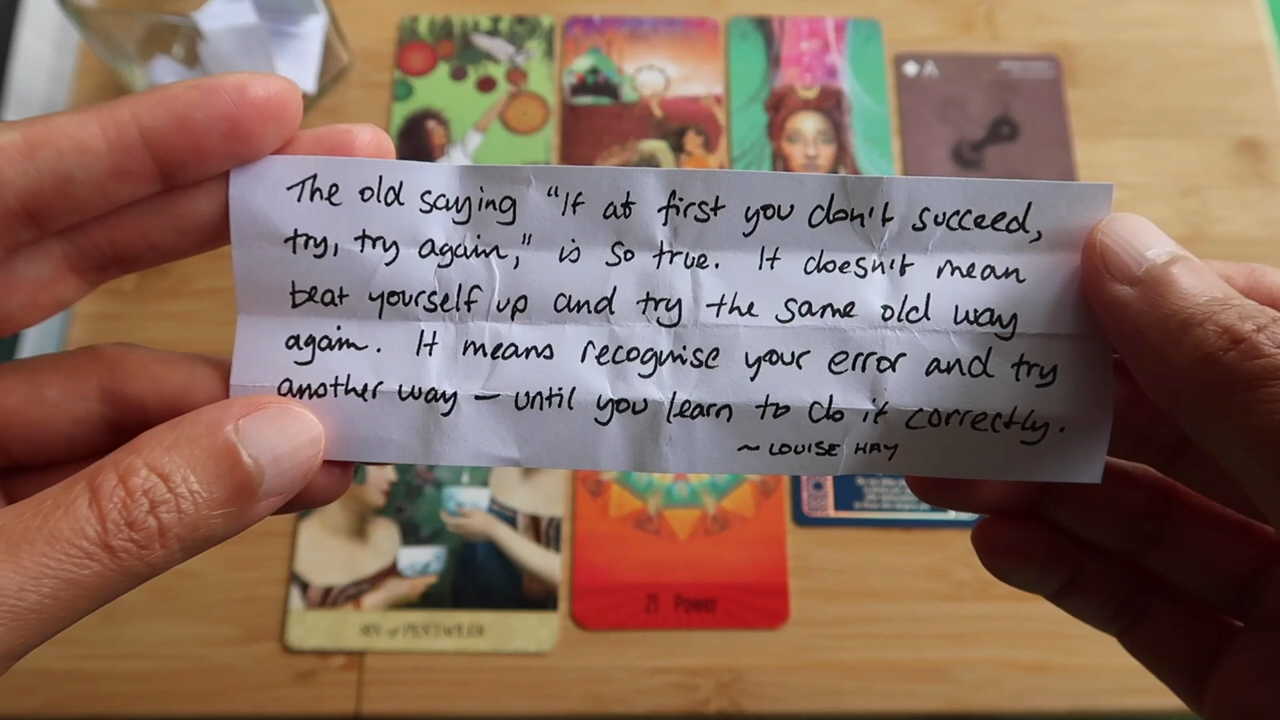 The old saying "If at first you don't succeed,
try, try again," is so true. It doesn't mean
beat yourself up and try the same old way
again. It means recognise your error and try
another way – until you learn to do it correctly.
~ LOUISE HAY
SIX of PENTACLES
21 Power